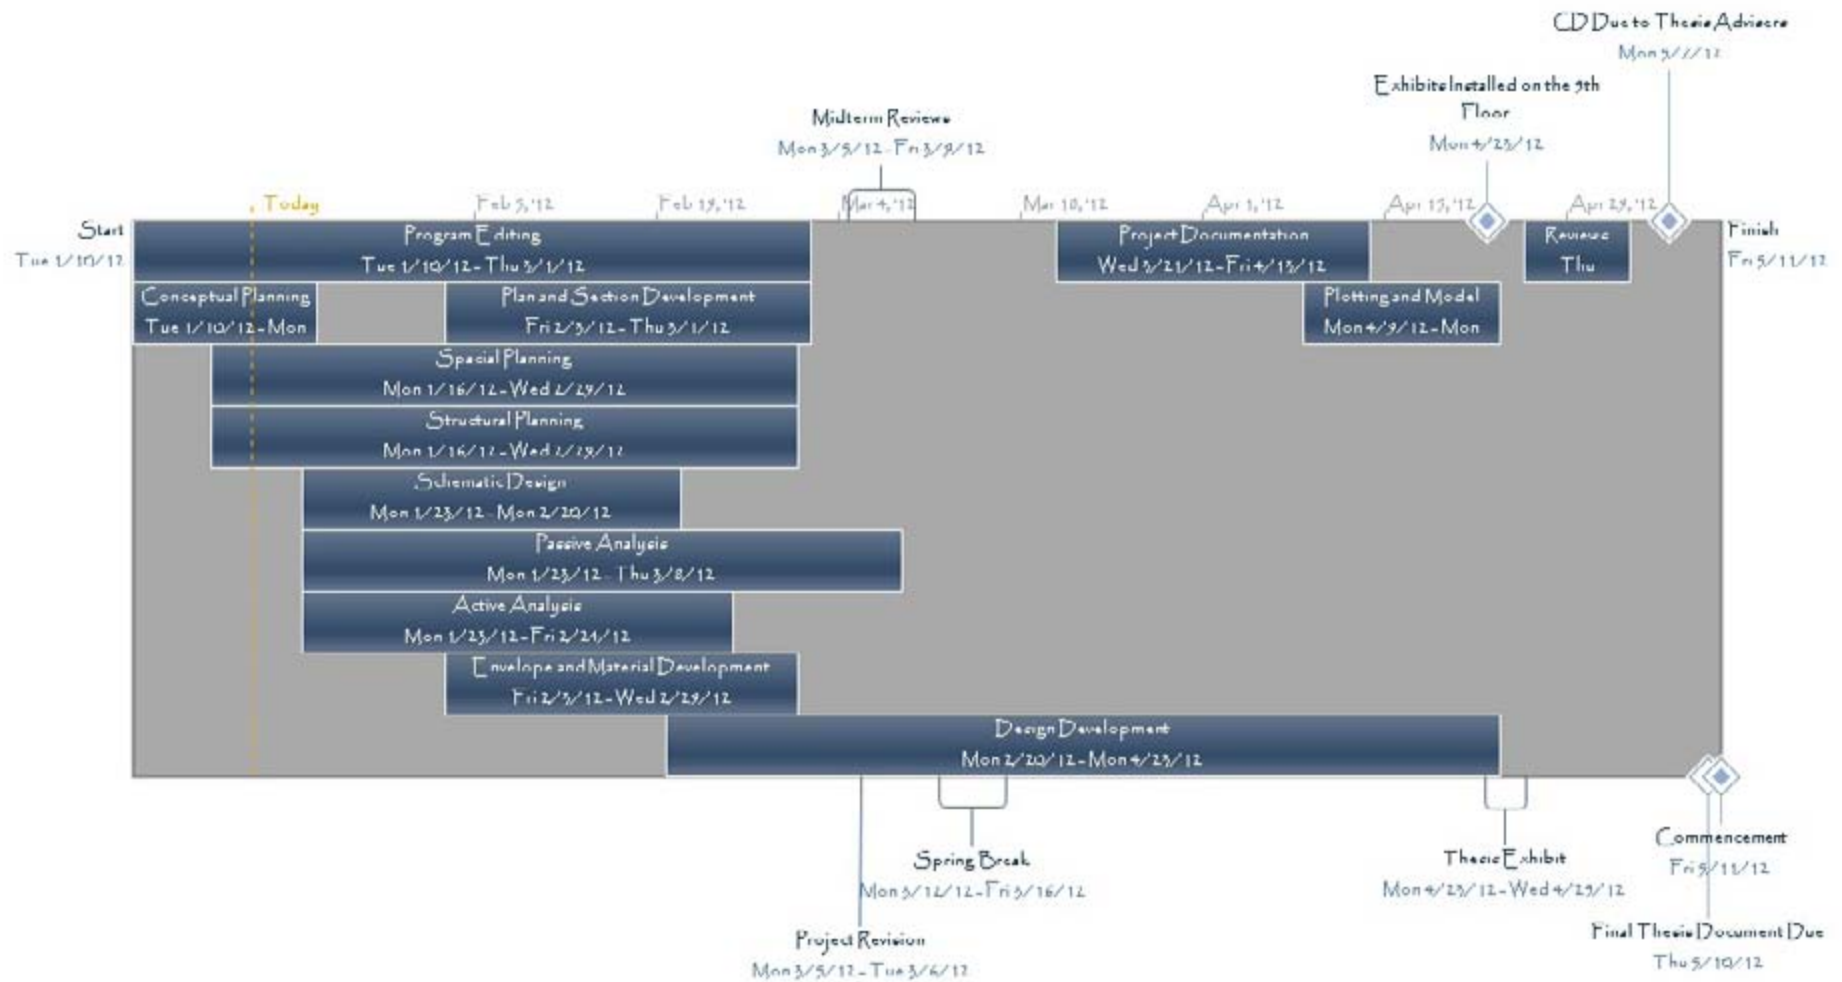 CD Due to Thesis Advisors
Mon 5/7/12
Exhibits Installed on the 5th
Floor
Mon 4/23/12
Midterm Reviews
Mon 3/5/12 - Fri 3/9/12
Today
Feb 5, '12
Feb 19, '12
Mar 4, '12
Mar 18, '12
Apr 1, '12
Apr 15, '12
Apr 29, '12
Start
Tue 1/10/12
Finish
Fri 5/11/12
Program Editing
Tue 1/10/12 - Thu 3/1/12
Project Documentation
Wed 3/21/12 - Fri 4/13/12
Reviews
Thu
Conceptual Planning
Tue 1/10/12 - Mon
Plan and Section Development
Fri 2/3/12 - Thu 3/1/12
Plotting and Model
Mon 4/9/12 - Mon
Spacial Planning
Mon 1/16/12 - Wed 2/29/12
Structural Planning
Mon 1/16/12 - Wed 2/29/12
Schematic Design
Mon 1/23/12 - Mon 2/20/12
Passive Analysis
Mon 1/23/12 - Thu 3/8/12
Active Analysis
Mon 1/23/12 - Fri 2/24/12
Envelope and Material Development
Fri 2/3/12 - Wed 2/29/12
Design Development
Mon 2/20/12 - Mon 4/23/12
Spring Break
Mon 3/12/12 - Fri 3/16/12
Project Revision
Mon 3/5/12 - Tue 3/6/12
Thesis Exhibit
Mon 4/23/12 - Wed 4/25/12
Commencement
Fri 5/11/12
Final Thesis Document Due
Thu 5/10/12